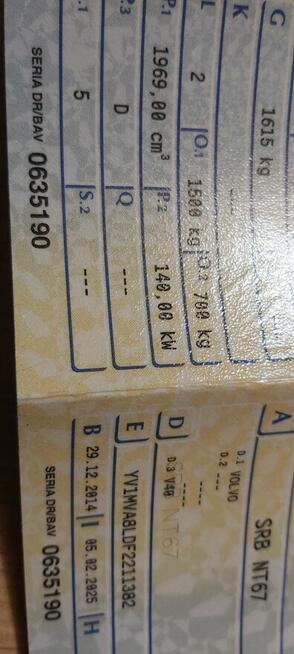 G 1615 kg
K ---
L 2 O.1 1500 kg O.2 700 kg
P.1 1969,00 cm³ P.2 140,00 kW
P.3 D Q ---
.1 5 S.2 ---
SERIA DR/BAV 0635190
A SRB NT67
D.1 VOLVO
D.2 ---
----
----
D D.3 V40
E YV1MVA8LDF2211382
B 29.12.2014 I 05.02.2025 H
SERIA DR/BAV 0635190